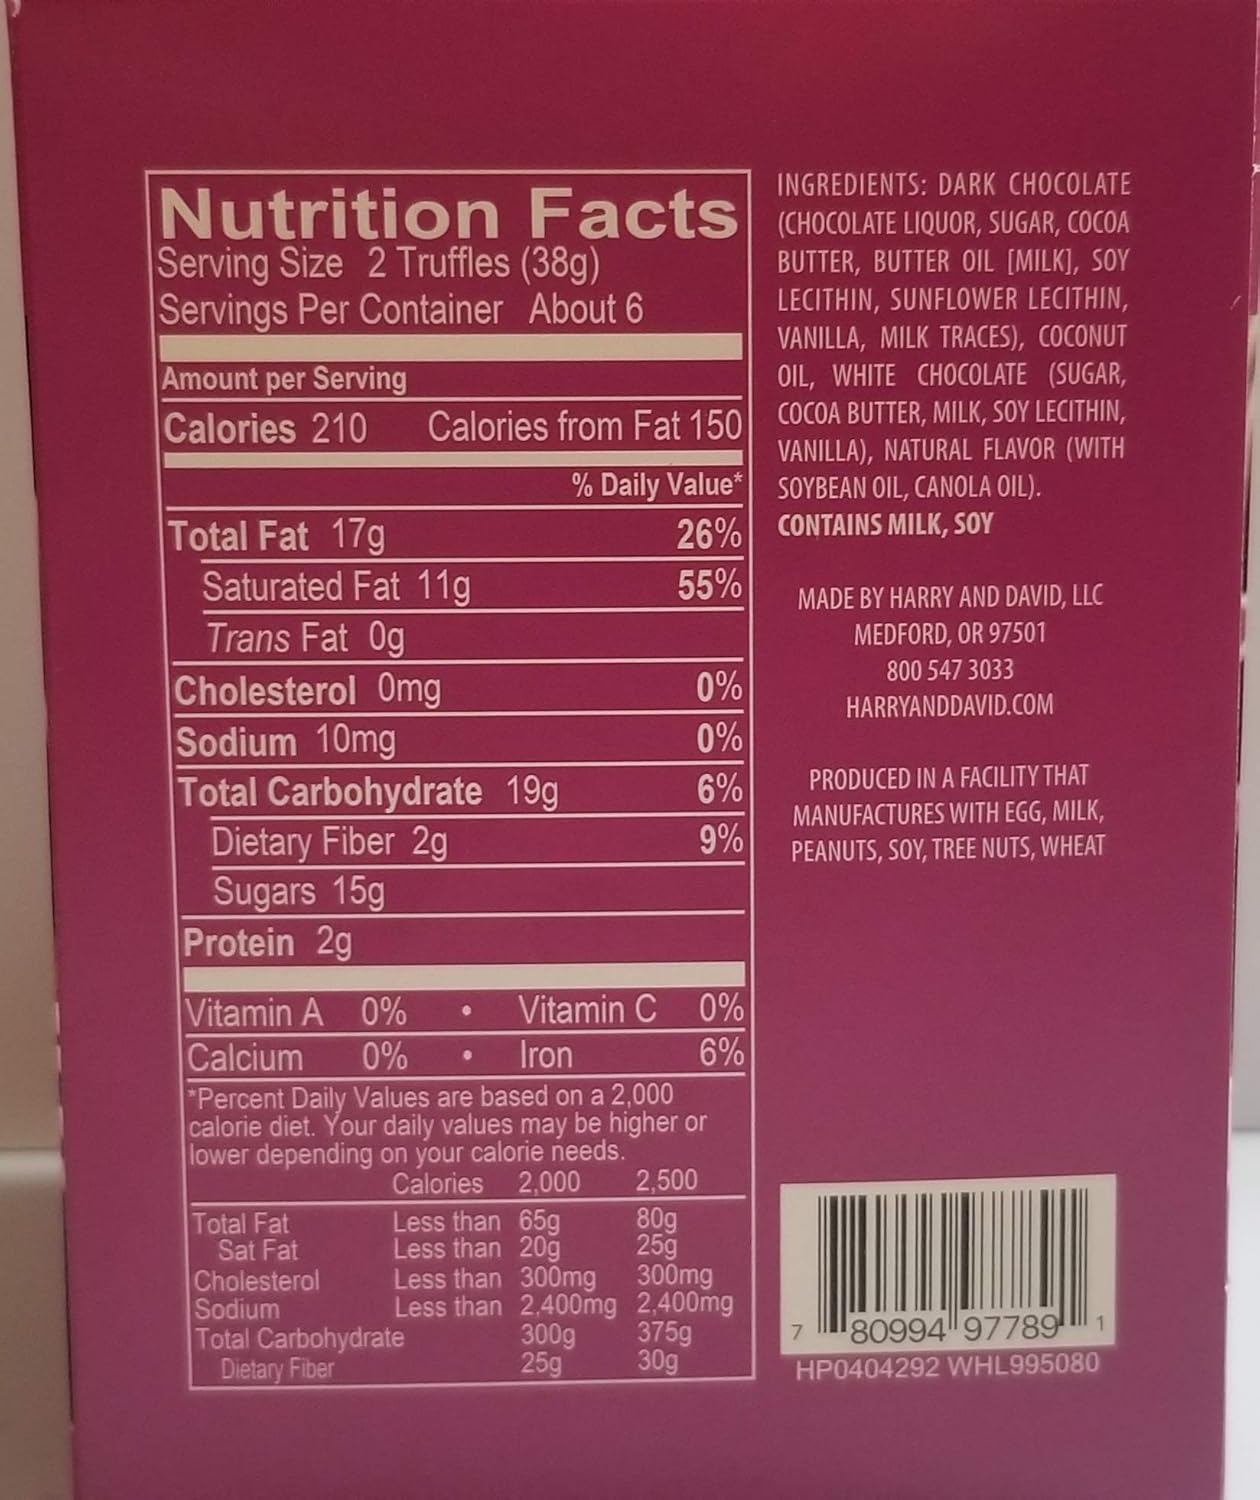 Nutrition Facts
Serving Size 2 Truffles (38g)
Servings Per Container About 6
Amount per Serving
Calories 210 Calories from Fat 150
% Daily Value*
Total Fat 17g 26%
Saturated Fat 11g 55%
Trans Fat 0g
Cholesterol 0mg 0%
Sodium 10mg 0%
Total Carbohydrate 19g 6%
Dietary Fiber 2g 9%
Sugars 15g
Protein 2g
Vitamin A 0% • Vitamin C 0%
Calcium 0% • Iron 6%
*Percent Daily Values are based on a 2,000
calorie diet. Your daily values may be higher or
lower depending on your calorie needs.
Calories 2,000 2,500
Total Fat Less than 65g 80g
Sat Fat Less than 20g 25g
Cholesterol Less than 300mg 300mg
Sodium Less than 2,400mg 2,400mg
Total Carbohydrate 300g 375g
Dietary Fiber 25g 30g
INGREDIENTS: DARK CHOCOLATE
(CHOCOLATE LIQUOR, SUGAR, COCOA
BUTTER, BUTTER OIL [MILK], SOY
LECITHIN, SUNFLOWER LECITHIN,
VANILLA, MILK TRACES), COCONUT
OIL, WHITE CHOCOLATE (SUGAR,
COCOA BUTTER, MILK, SOY LECITHIN,
VANILLA), NATURAL FLAVOR (WITH
SOYBEAN OIL, CANOLA OIL).
CONTAINS MILK, SOY
MADE BY HARRY AND DAVID, LLC
MEDFORD, OR 97501
800 547 3033
HARRYANDDAVID.COM
PRODUCED IN A FACILITY THAT
MANUFACTURES WITH EGG, MILK,
PEANUTS, SOY, TREE NUTS, WHEAT
7 80994 97789 1
HP0404292 WHL995080